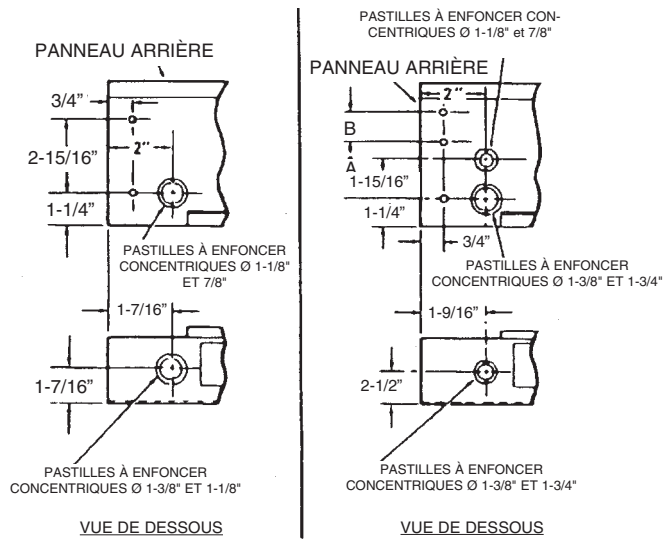 PANNEAU ARRIÈRE
3/4”
2”
2-15/16”
1-1/4”
PASTILLES À ENFONCER
CONCENTRIQUES Ø 1-1/8"
ET 7/8"
1-7/16”
1-7/16”
PASTILLES À ENFONCER
CONCENTRIQUES Ø 1-3/8" ET 1-1/8"
VUE DE DESSOUS
PASTILLES À ENFONCER CON-
CENTRIQUES Ø 1-1/8" et 7/8"
PANNEAU ARRIÈRE
2”
B
Â
1-15/16”
1-1/4”
3/4”
PASTILLES À ENFONCER
CONCENTRIQUES Ø 1-3/8" ET 1-3/4"
1-9/16”
2-1/2”
PASTILLES À ENFONCER
CONCENTRIQUES Ø 1-3/8" ET 1-3/4"
VUE DE DESSOUS